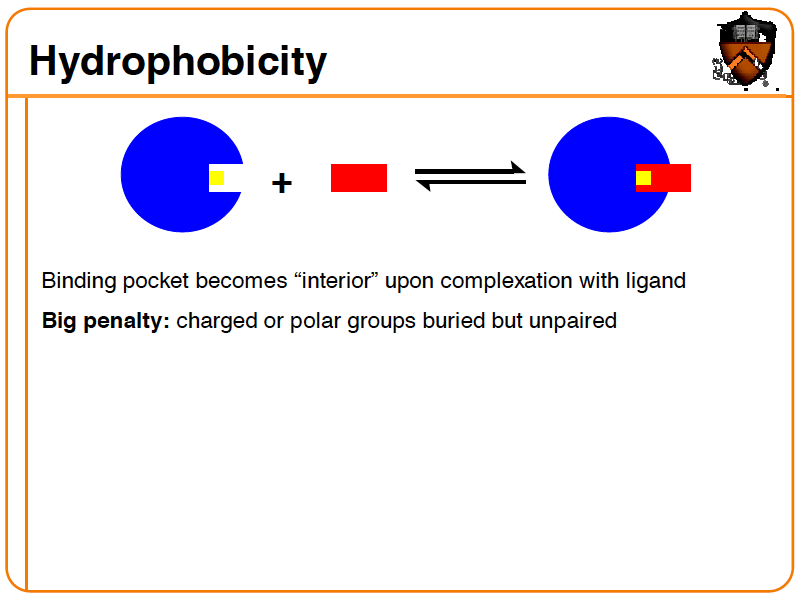 Hydrophobicity
+
Binding pocket becomes “interior” upon complexation with ligand
Big penalty: charged or polar groups buried but unpaired